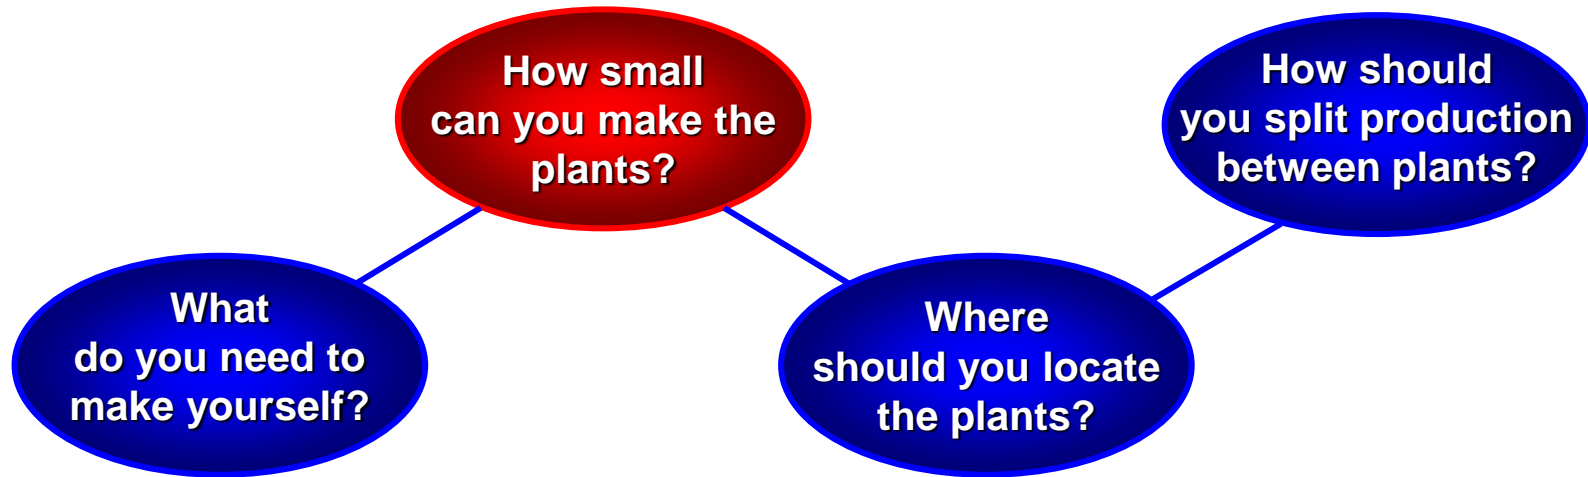 How small
can you make the
plants?
How should
you split production
between plants?
What
do you need to
make yourself?
Where
should you locate
the plants?